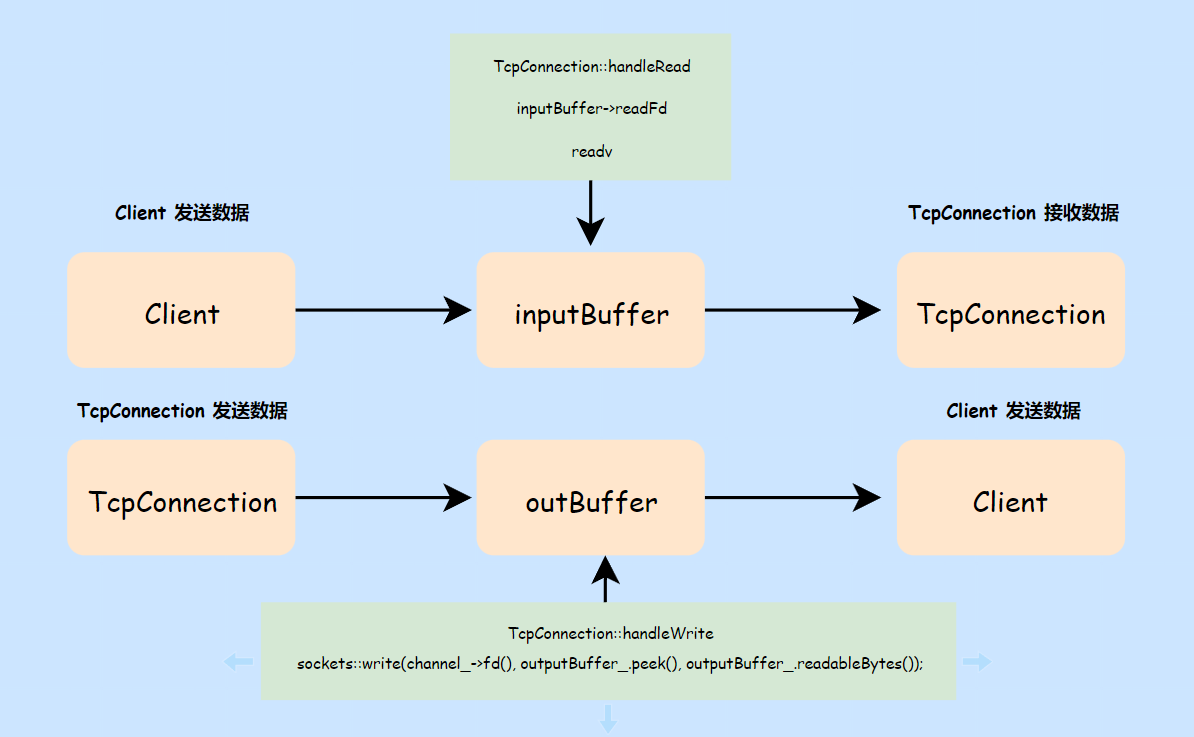 TcpConnection::handleRead
inputBuffer->readFd
readv
Client 发送数据
TcpConnection 接收数据
Client
inputBuffer
TcpConnection
TcpConnection 发送数据
Client 发送数据
TcpConnection
outBuffer
Client
TcpConnection::handleWrite
sockets::write(channel_->fd(), outputBuffer_.peek(), outputBuffer_.readableBytes());